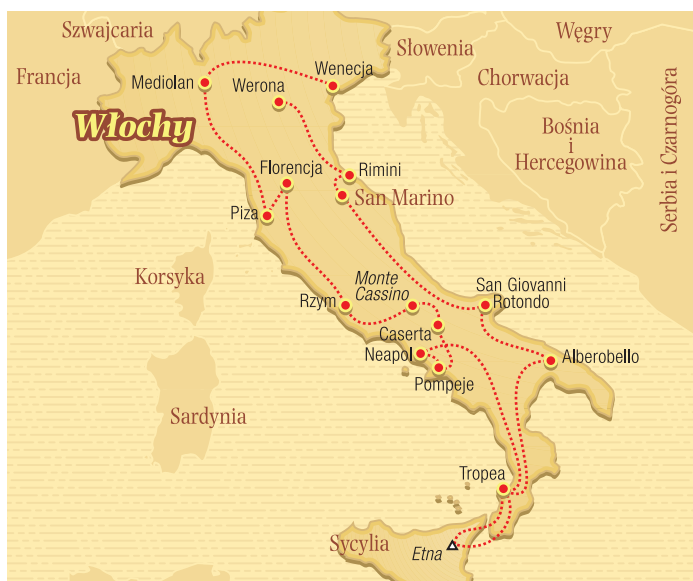 Szwajcaria
Węgry
Słowenia
Francja
Mediolan
Werona
Wenecja
Chorwacja
Włochy
Bośnia
i
Hercegowina
Serbia i Czarnogóra
Florencja
Rimini
San Marino
Piza
Korsyka
Rzym
Monte
Cassino
San Giovanni
Rotondo
Caserta
Neapol
Alberobello
Pompeje
Sardynia
Tropea
Sycylia
Etna